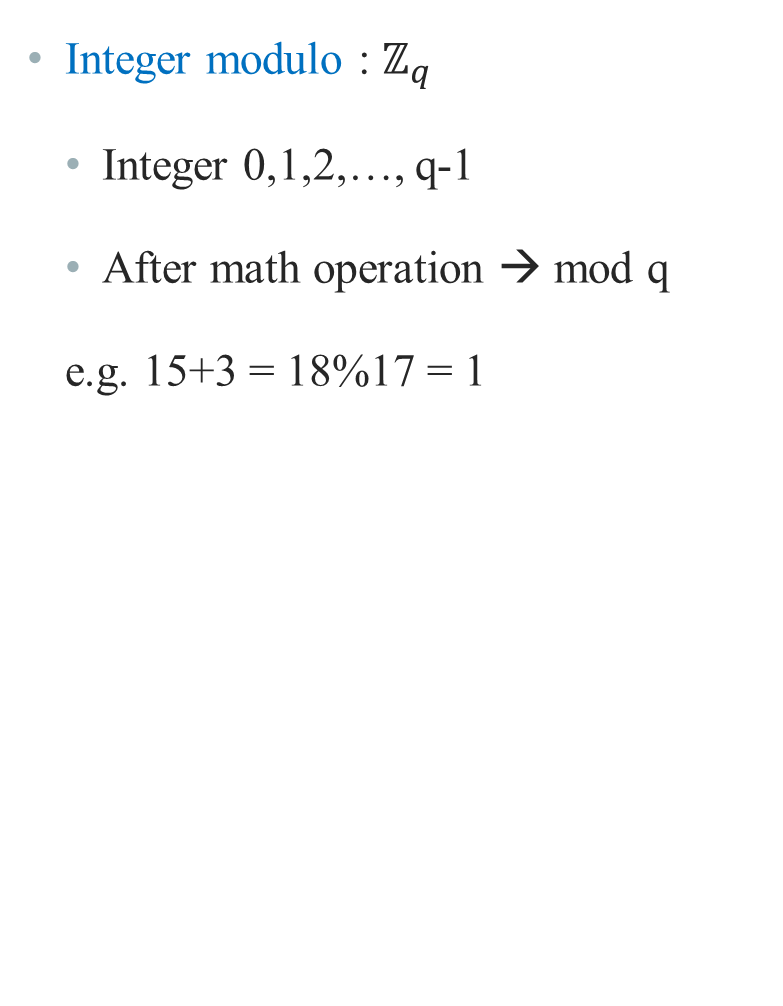 • Integer modulo : ℤq
• Integer 0,1,2,…, q-1
• After math operation → mod q
e.g. 15+3 = 18%17 = 1